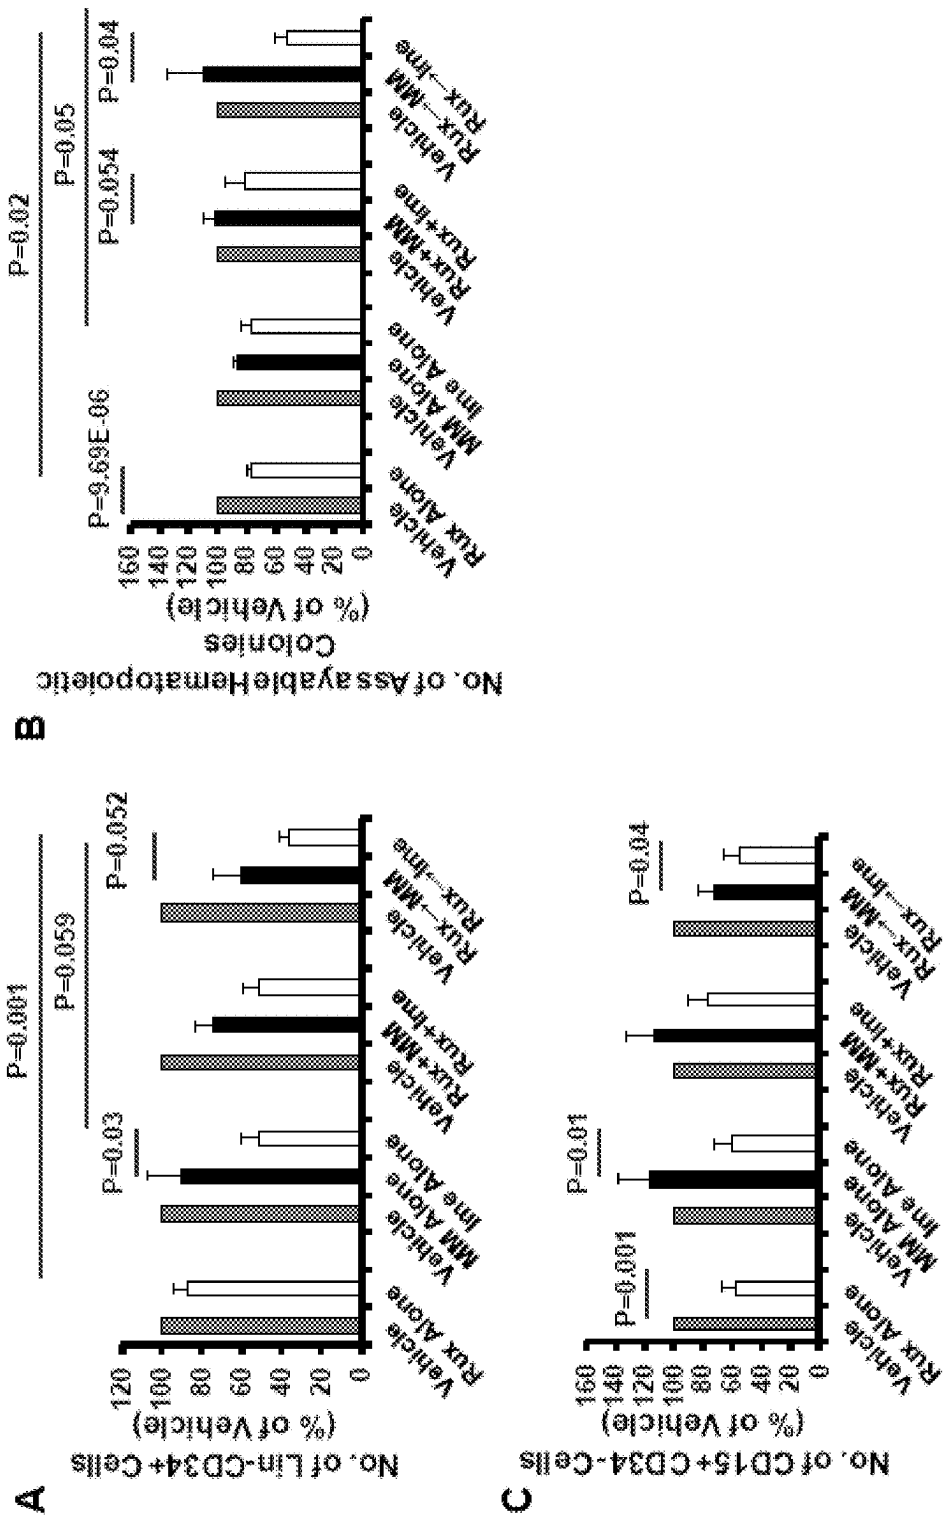 A
P=0.001
P=0.059
P=0.03
P=0.052
120
100
80
60
40
20
0
No. of Lin-CD34+ Cells
(% of Vehicle)
Vehicle
Rux Alone
Vehicle
MM Alone
Ime Alone
Vehicle
Rux+MM
Rux+Ime
Vehicle
Rux→MM
Rux→Ime
B
P=0.02
P=0.05
P=9.69E-06
P=0.054
P=0.04
160
140
120
100
80
60
40
20
0
No. of Assayable Hematopoietic
Colonies
(% of Vehicle)
Vehicle
Rux Alone
Vehicle
MM Alone
Ime Alone
Vehicle
Rux+MM
Rux+Ime
Vehicle
Rux→MM
Rux→Ime
C
P=0.001
P=0.01
P=0.04
160
140
120
100
80
60
40
20
0
No. of CD15+CD34-Cells
(% of Vehicle)
Vehicle
Rux Alone
Vehicle
MM Alone
Ime Alone
Vehicle
Rux+MM
Rux+Ime
Vehicle
Rux→MM
Rux→Ime